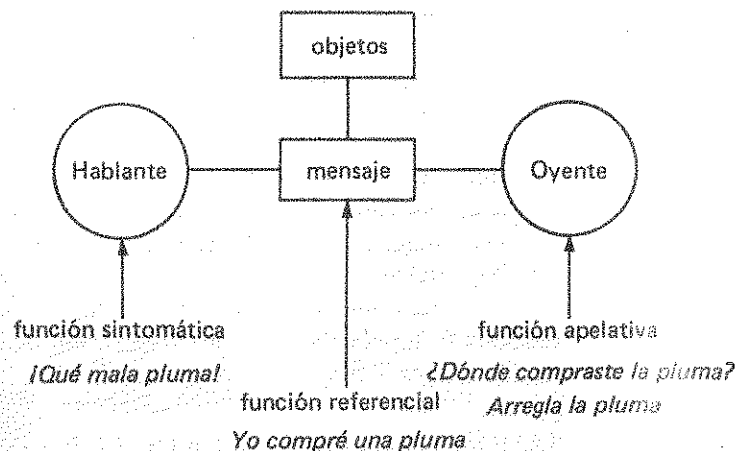 objetos
Hablante
mensaje
Oyente
función sintomática
¡Qué mala pluma!
función apelativa
¿Dónde compraste la pluma?
Arregla la pluma
función referencial
Yo compré una pluma